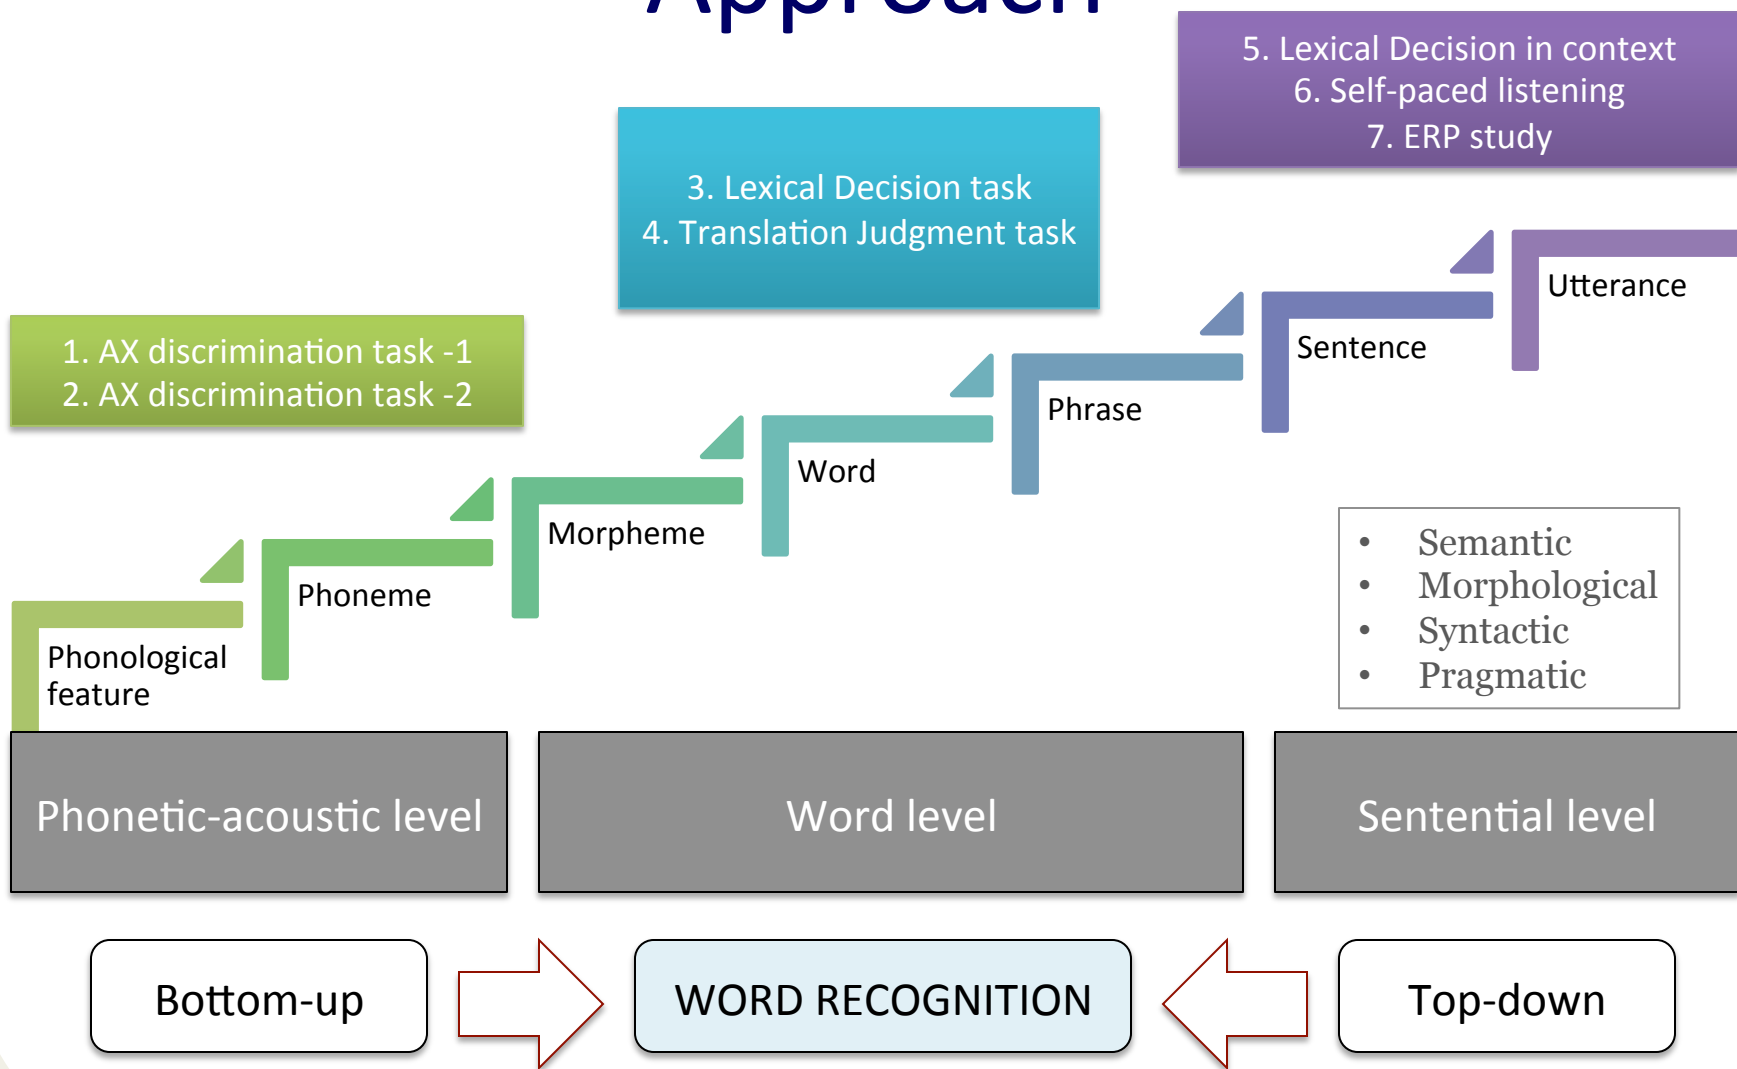 Approach
5. Lexical Decision in context
6. Self-paced listening
7. ERP study
3. Lexical Decision task
4. Translation Judgment task
1. AX discrimination task -1
2. AX discrimination task -2
Utterance
Sentence
Phrase
Word
Morpheme
Phoneme
Phonological
feature
• Semantic
• Morphological
• Syntactic
• Pragmatic
Phonetic-acoustic level
Word level
Sentential level
Bottom-up
WORD RECOGNITION
Top-down